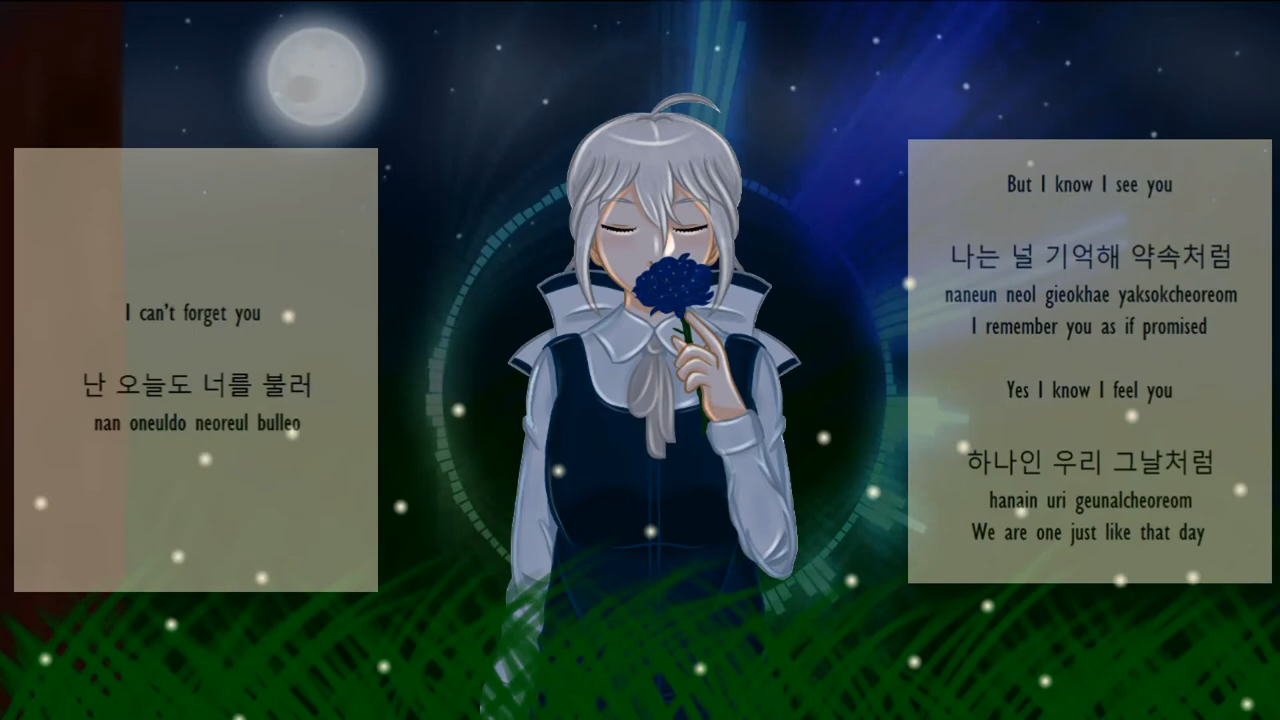 I can't forget you
난 오늘도 너를 불러
nan oneuldo neoreul bulleo
But I know I see you
나는 널 기억해 약속처럼
naneun neol gieokhae yaksokcheoreom
I remember you as if promised
Yes I know I feel you
하나인 우리 그날처럼
hanain uri geunalcheoreom
We are one just like that day